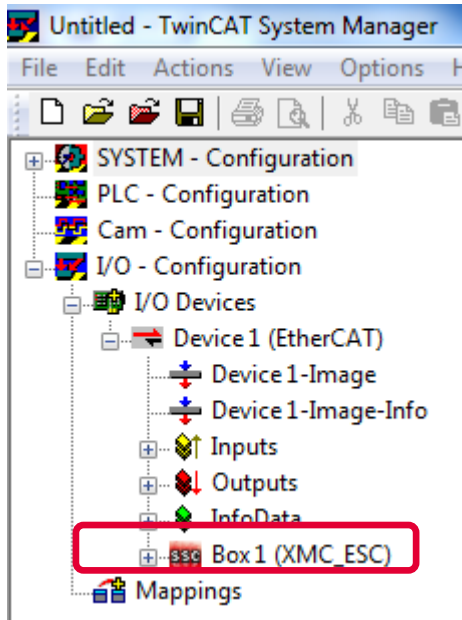 Untitled - TwinCAT System Manager
File Edit Actions View Options
SYSTEM - Configuration
PLC - Configuration
Cam - Configuration
I/O - Configuration
I/O Devices
Device 1 (EtherCAT)
Device 1-Image
Device 1-Image-Info
Inputs
Outputs
InfoData
ssc Box 1 (XMC_ESC)
Mappings